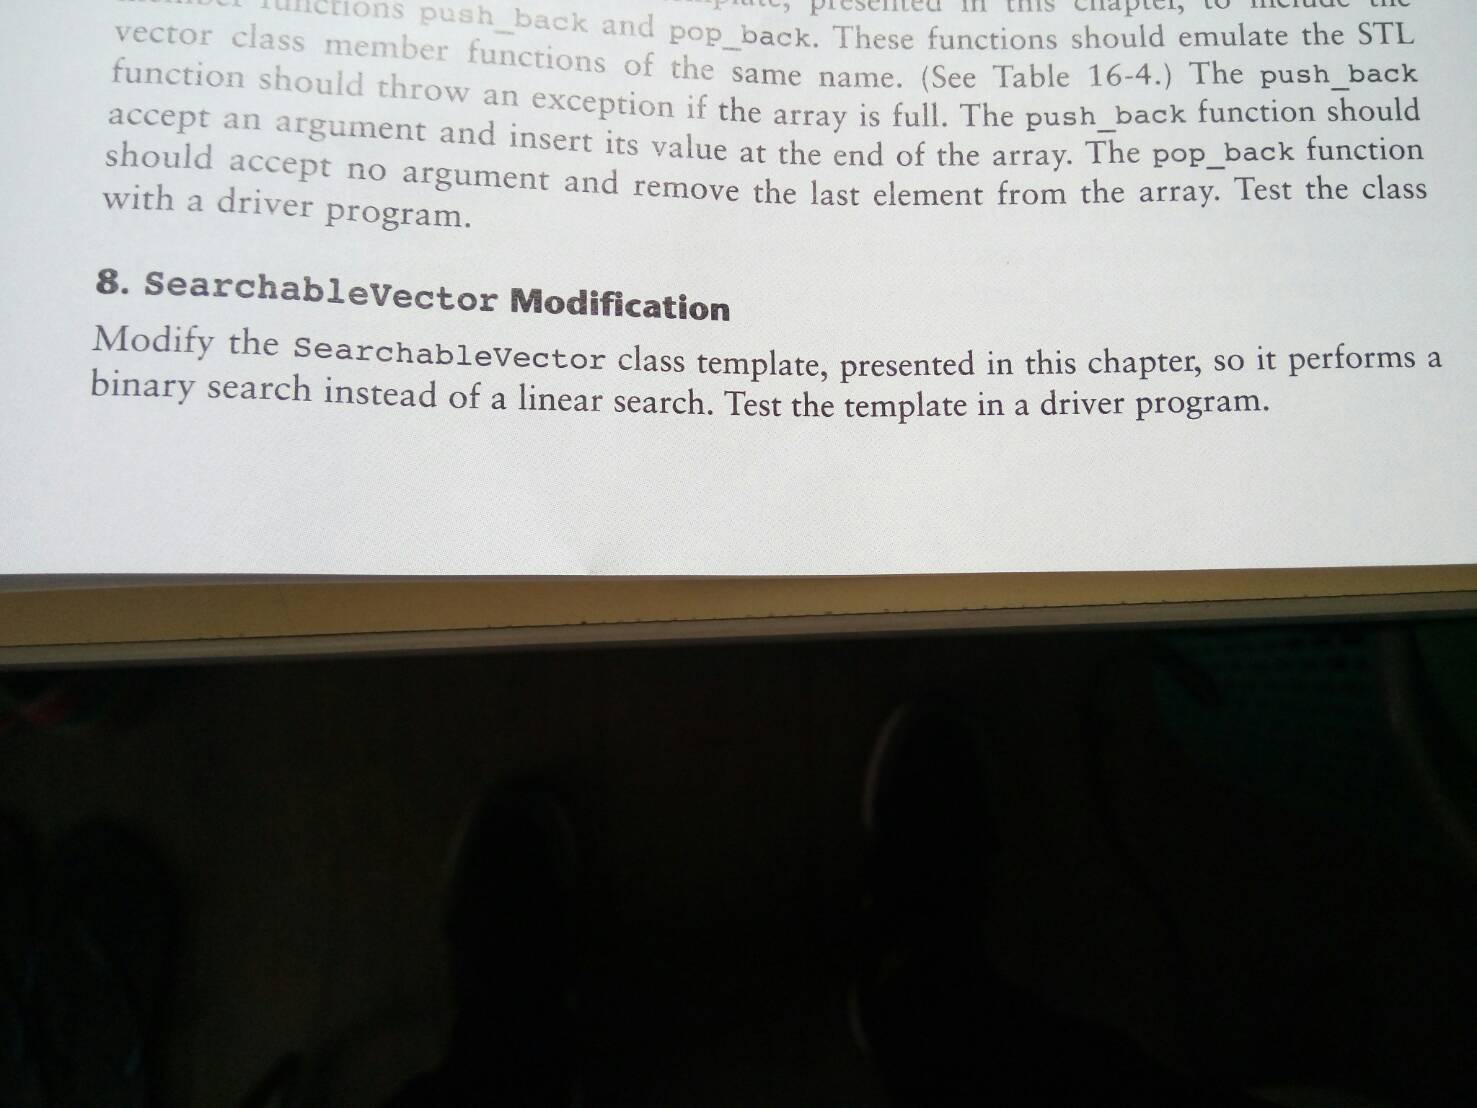 functions push_back and pop_back. These functions should emulate the STL
vector class member functions of the same name. (See Table 16-4.) The push_back
function should throw an exception if the array is full. The push_back function should
accept an argument and insert its value at the end of the array. The pop_back function
should accept no argument and remove the last element from the array. Test the class
with a driver program.
8. SearchableVector Modification
Modify the SearchableVector class template, presented in this chapter, so it performs a
binary search instead of a linear search. Test the template in a driver program.